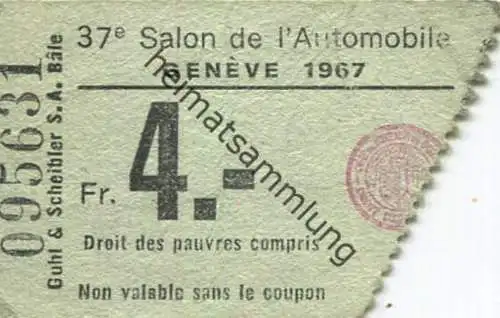 37e Salon de l'Automobile
GENÈVE 1967
Fr. 4.-
Droit des pauvres compris
Non valable sans le coupon
095631
Guhl & Scheibler S.A. Bâle
heimatsammlung